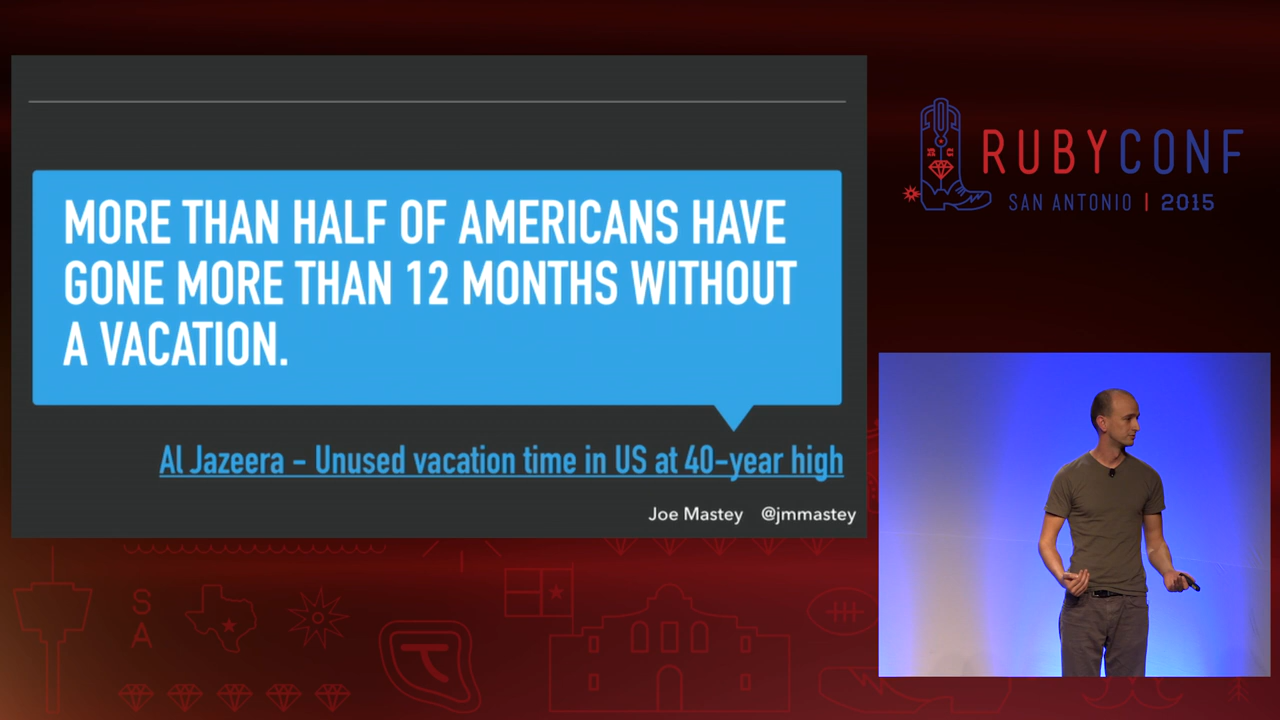 MORE THAN HALF OF AMERICANS HAVE
GONE MORE THAN 12 MONTHS WITHOUT
A VACATION.
Al Jazeera – Unused vacation time in US at 40-year high
Joe Mastey @jmmastey
RUBYCONF
SAN ANTONIO | 2015
S
A